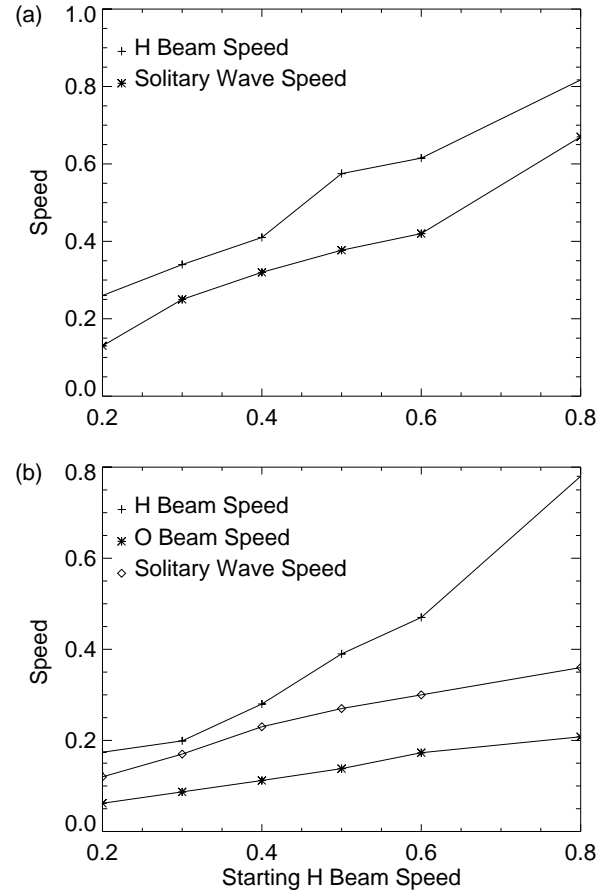 (a)
1.0
H Beam Speed
Solitary Wave Speed
0.8
0.6
0.4
0.2
0.0
Speed
0.2 0.4 0.6 0.8
(b)
0.8
H Beam Speed
O Beam Speed
Solitary Wave Speed
0.6
0.4
0.2
0.0
Speed
0.2 0.4 0.6 0.8
Starting H Beam Speed